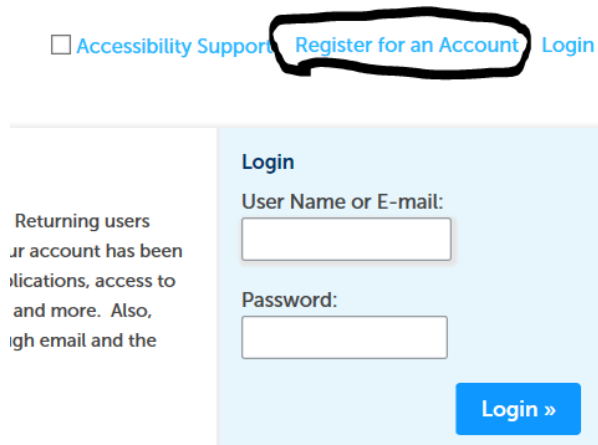 Accessibility Support Register for an Account Login
Login
User Name or E-mail:
Returning users
ur account has been
plications, access to
and more. Also,
Password:
ugh email and the
Login »